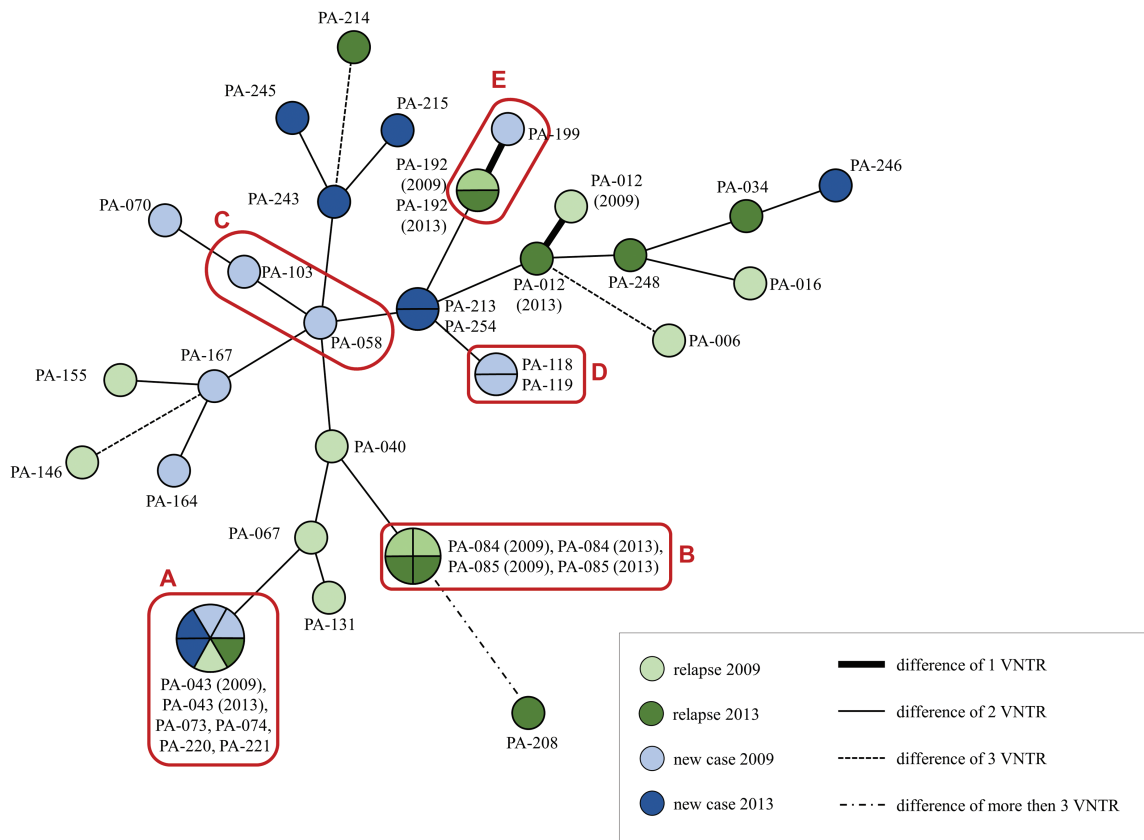 PA-214
E
PA-245
PA-215
PA-199
PA-192
(2009)
PA-192
(2013)
PA-012
(2009)
PA-034
PA-246
PA-243
PA-070
C
PA-103
PA-248
PA-016
PA-012
(2013)
PA-213
PA-254
PA-058
PA-006
PA-167
PA-118
PA-119
D
PA-155
PA-146
PA-164
PA-040
PA-067
PA-084 (2009), PA-084 (2013),
PA-085 (2009), PA-085 (2013)
B
A
PA-131
PA-043 (2009),
PA-043 (2013),
PA-073, PA-074,
PA-220, PA-221
PA-208
relapse 2009
difference of 1 VNTR
relapse 2013
difference of 2 VNTR
new case 2009
difference of 3 VNTR
new case 2013
difference of more then 3 VNTR